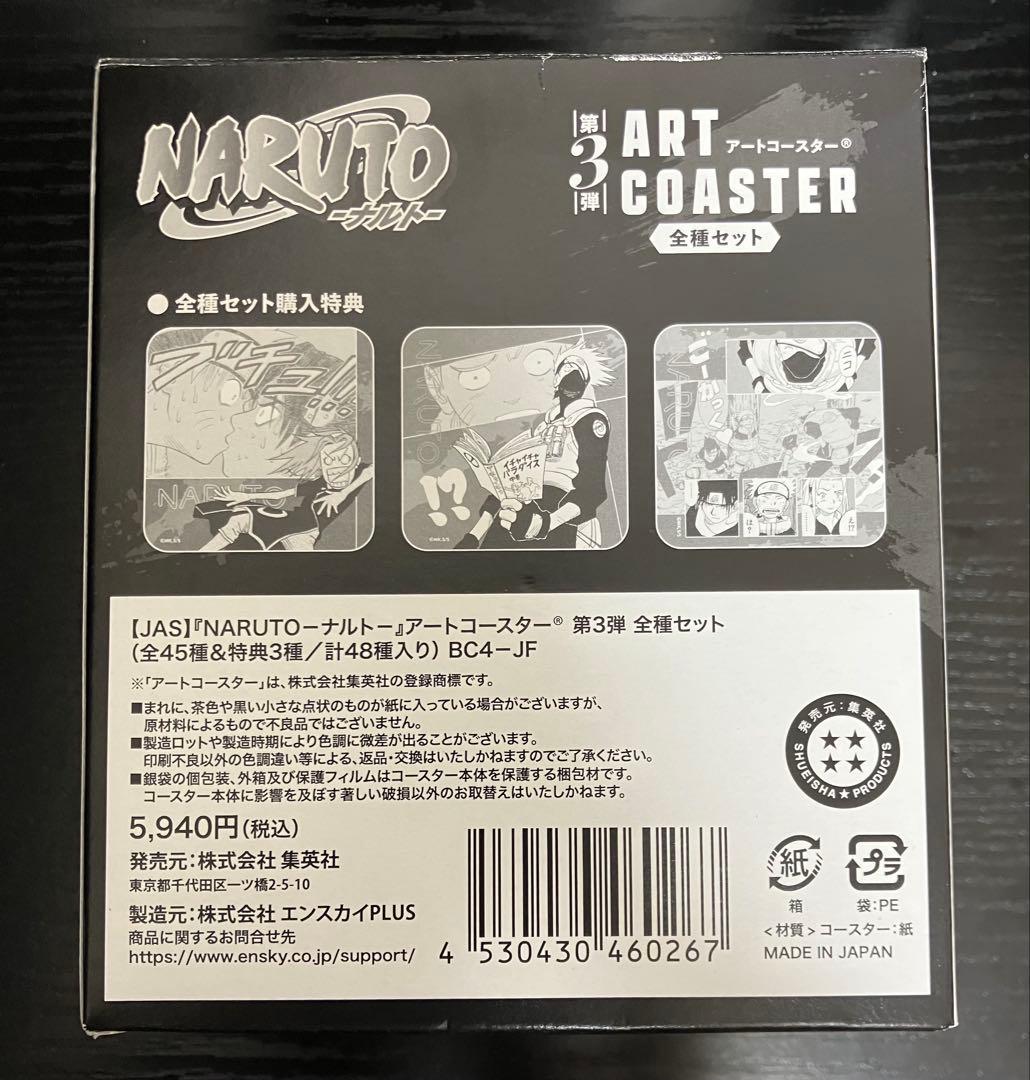 NARUTO
ーナルトー
第3弾
ART
アートコースター®
COASTER
全種セット
●全種セット購入特典
ブチュ!!!
NARUTO
©MK,S/S
NARUTO
イチャイチャ
パラダイス
中巻
!?
©MK,S/S
ごーかっく♥
NARUTO
は?
え!?
©MK,S/S
【JAS】『NARUTOーナルトー』アートコースター® 第3弾 全種セット
(全45種&特典3種/計48種入り) BC4-JF
※「アートコースター」は、株式会社集英社の登録商標です。
■まれに、茶色や黒い小さな点状のものが紙に入っている場合がございますが、
原材料によるもので不良品ではございません。
■製造ロットや製造時期により色調に微差が出ることがございます。
印刷不良以外の色調違い等による、返品・交換はいたしかねますのでご了承ください。
■銀袋の個包装、外箱及び保護フィルムはコースター本体を保護する梱包材です。
コースター本体に影響を及ぼす著しい破損以外のお取替えはいたしかねます。
5,940円(税込)
発売元:株式会社 集英社
東京都千代田区一ツ橋2-5-10
製造元:株式会社 エンスカイPLUS
商品に関するお問合せ先
https://www.ensky.co.jp/support/
4 530430 460267
発売元:集英社
SHUEISHA★PRODUCTS
紙
箱
プラ
袋:PE
<材質>コースター:紙
MADE IN JAPAN